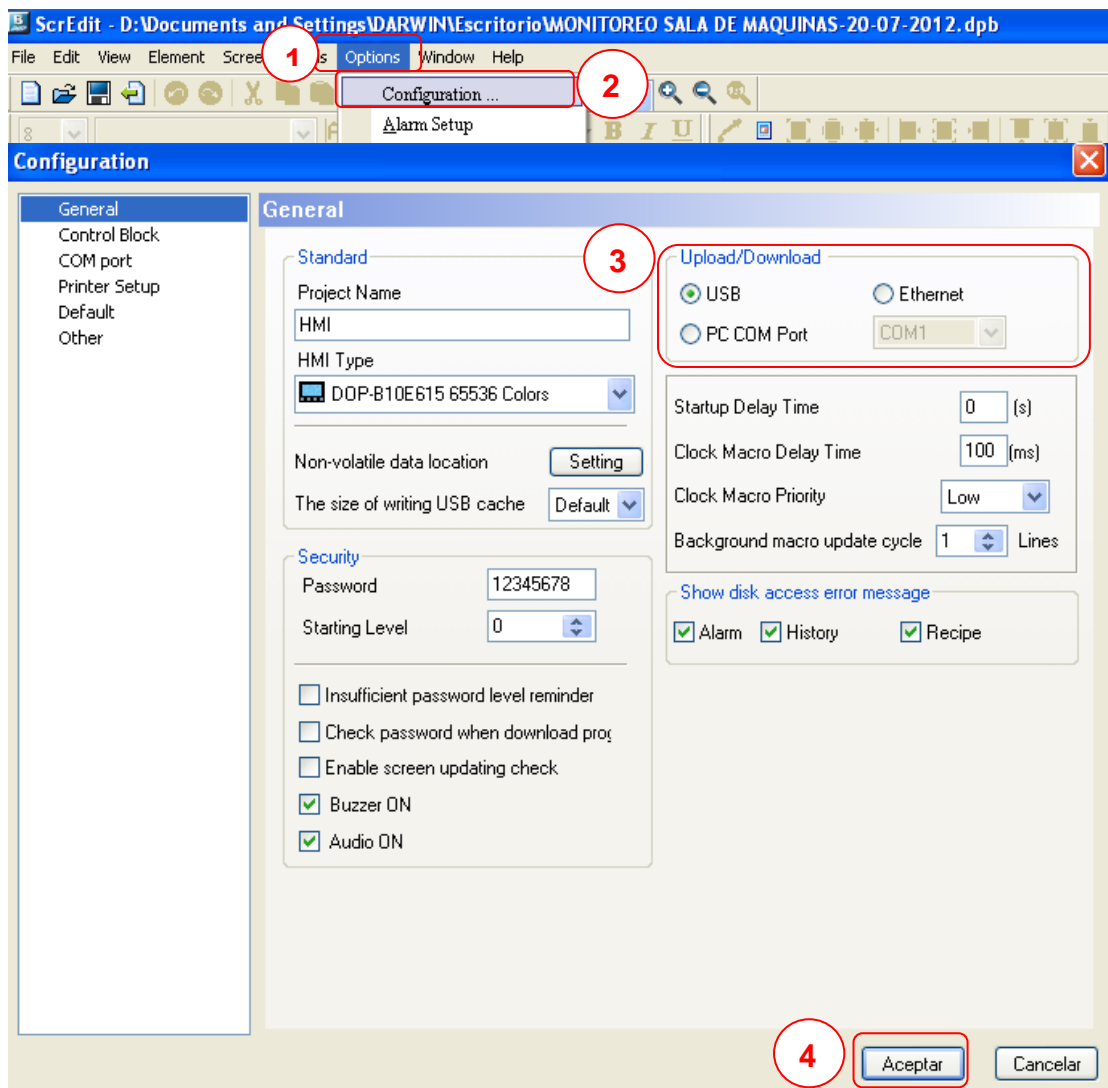 ScrEdit - D:\Documents and Settings\DARWIN\Escritorio\MONITOREO SALA DE MAQUINAS-20-07-2012.dpb
File Edit View Element Scree 1 s Options Window Help
Configuration ... 2
8 Alarm Setup B I U
Configuration
General
Control Block
COM port
Printer Setup
Default
Other
General
Standard
Project Name
HMI
HMI Type
DOP-B10E615 65536 Colors
Non-volatile data location Setting
The size of writing USB cache Default
Security
Password 12345678
Starting Level 0
Insufficient password level reminder
Check password when download prog
Enable screen updating check
Buzzer ON
Audio ON
3
Upload/Download
USB Ethernet
PC COM Port COM1
Startup Delay Time 0 (s)
Clock Macro Delay Time 100 (ms)
Clock Macro Priority Low
Background macro update cycle 1 Lines
Show disk access error message
Alarm History Recipe
4 Aceptar Cancelar